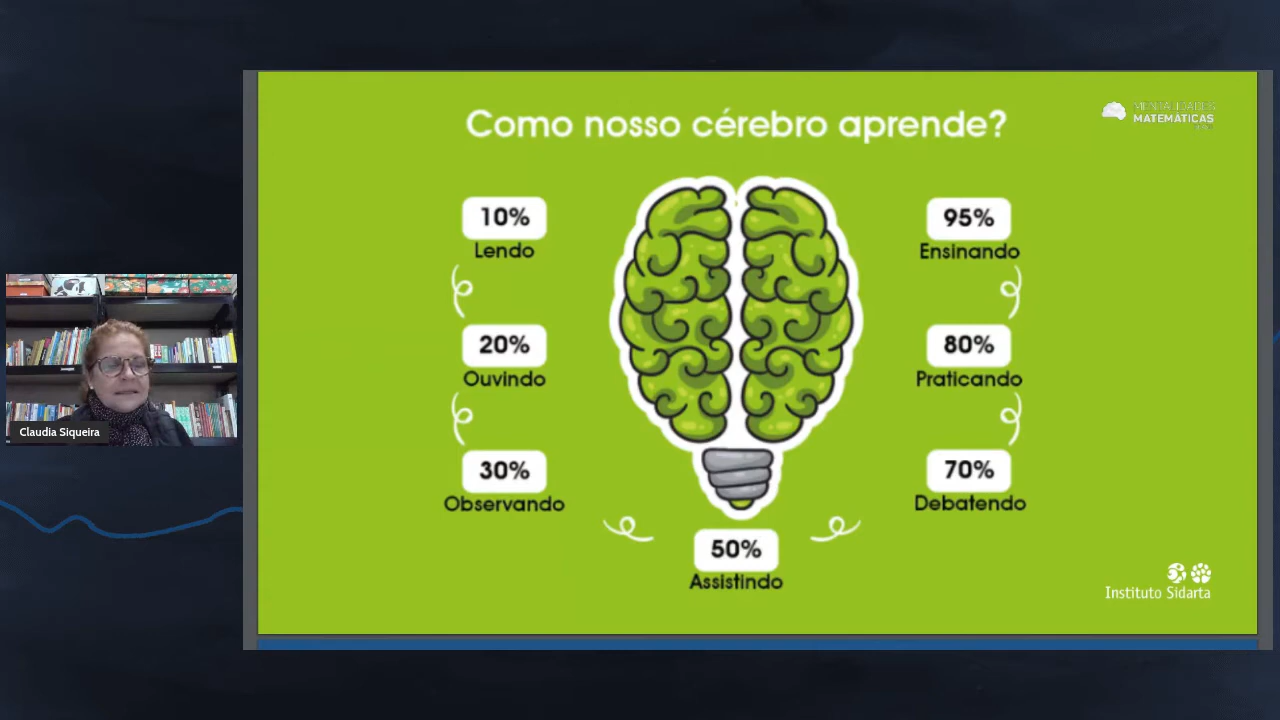 Como nosso cérebro aprende?
MENTALIDADES
MATEMÁTICAS
10%
Lendo
20%
Ouvindo
30%
Observando
50%
Assistindo
95%
Ensinando
80%
Praticando
70%
Debatendo
Instituto Sidarta
Claudia Siqueira